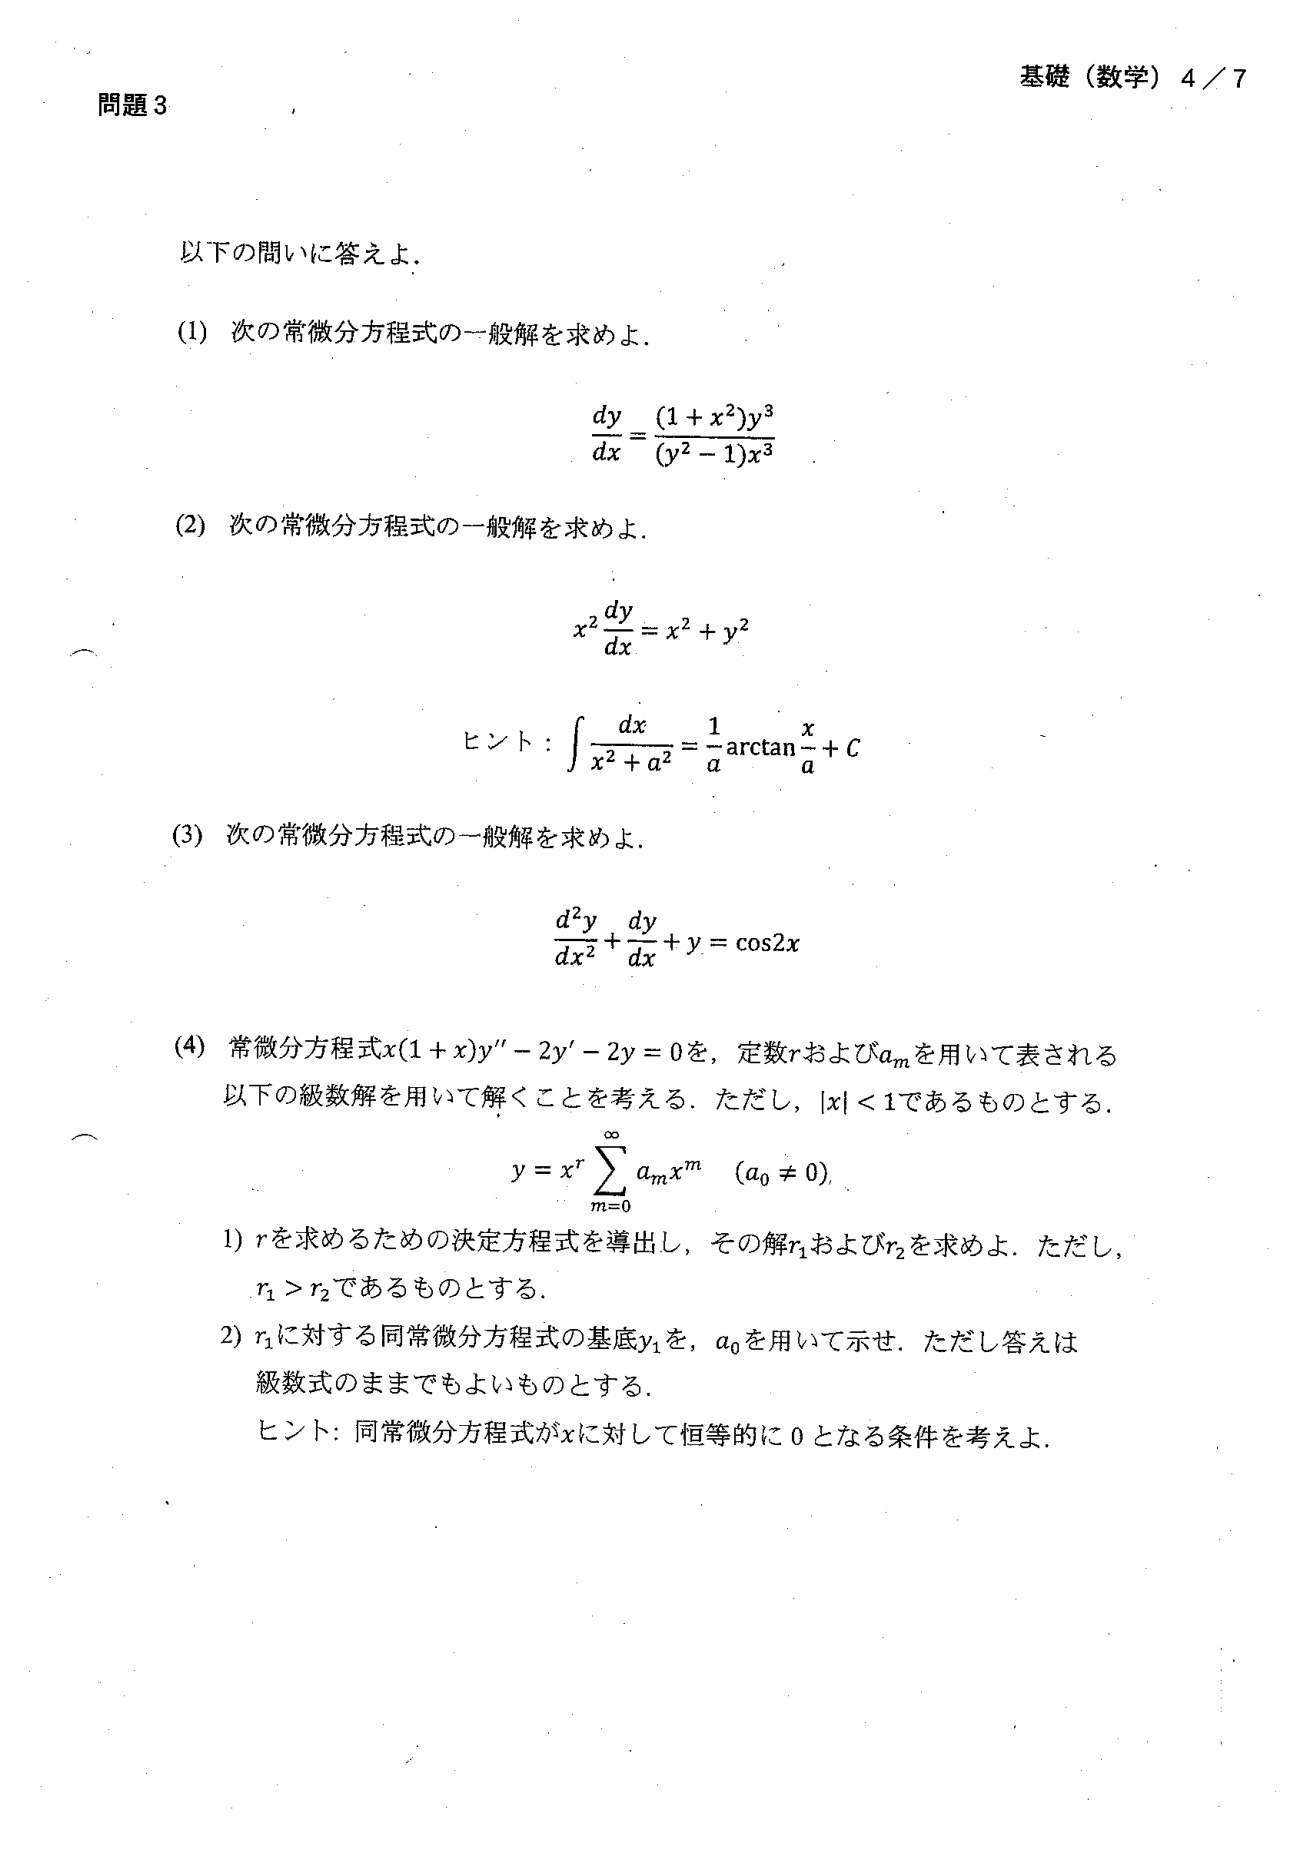 基礎（数学） 4／7
問題3
以下の問いに答えよ．
(1) 次の常微分方程式の一般解を求めよ．
dy/dx = (1 + x²)y³/(y² − 1)x³
(2) 次の常微分方程式の一般解を求めよ．
x² dy/dx = x² + y²
ヒント：∫ dx/(x² + a²) = 1/a arctan x/a + C
(3) 次の常微分方程式の一般解を求めよ．
d²y/dx² + dy/dx + y = cos2x
(4) 常微分方程式x(1 + x)y′′ − 2y′ − 2y = 0を，定数rおよびaₘを用いて表される
以下の級数解を用いて解くことを考える．ただし，|x| < 1であるものとする．
y = xʳ ∑_{m=0}^{∞} aₘxᵐ (a₀ ≠ 0)
1) rを求めるための決定方程式を導出し，その解r₁およびr₂を求めよ．ただし，
r₁ > r₂であるものとする．
2) r₁に対する同常微分方程式の基底y₁を，a₀を用いて示せ．ただし答えは
級数式のままでもよいものとする．
ヒント: 同常微分方程式がxに対して恒等的に 0 となる条件を考えよ．